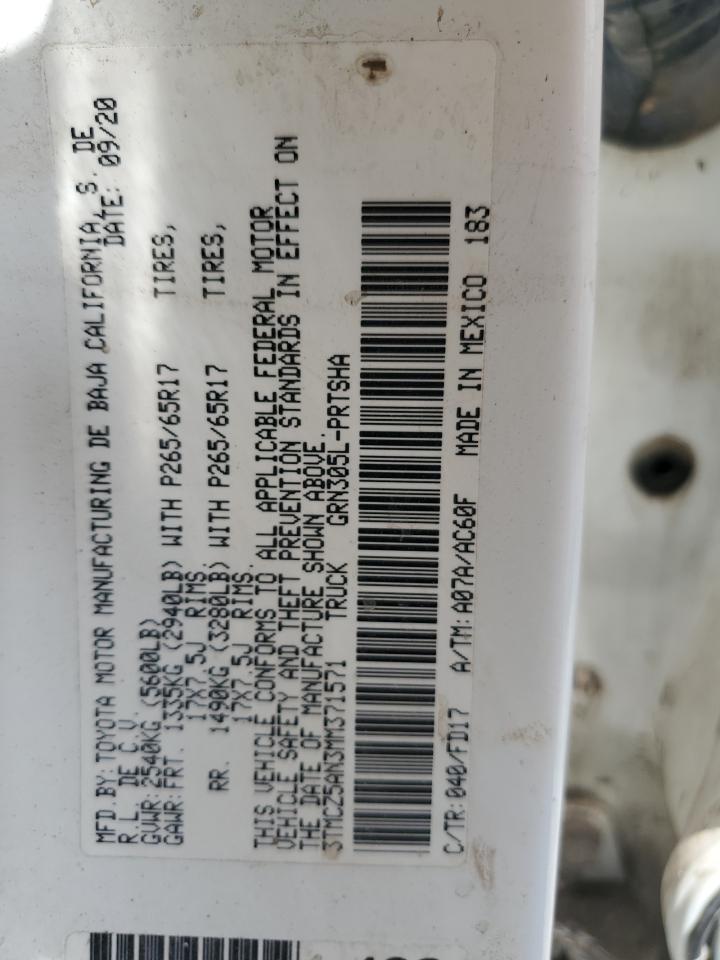 MFD.BY:TOYOTA MOTOR MANUFACTURING DE BAJA CALIFORNIA, S. DE
R.L. DE C.V. DATE: 09/20
GVWR:2540KG (5600LB)
GAWR:FRT. 1335KG (2940LB) WITH P265/65R17 TIRES,
17X7.5J RIMS.
RR. 1490KG (3280LB) WITH P265/65R17 TIRES,
17X7.5J RIMS.
THIS VEHICLE CONFORMS TO ALL APPLICABLE FEDERAL MOTOR
VEHICLE SAFETY AND THEFT PREVENTION STANDARDS IN EFFECT ON
THE DATE OF MANUFACTURE SHOWN ABOVE.
3TMCZ5AN3MM371571 TRUCK GRN305L-PRTSHA
C/TR:040/FD17 A/TM:A07A/AC60F MADE IN MEXICO 183